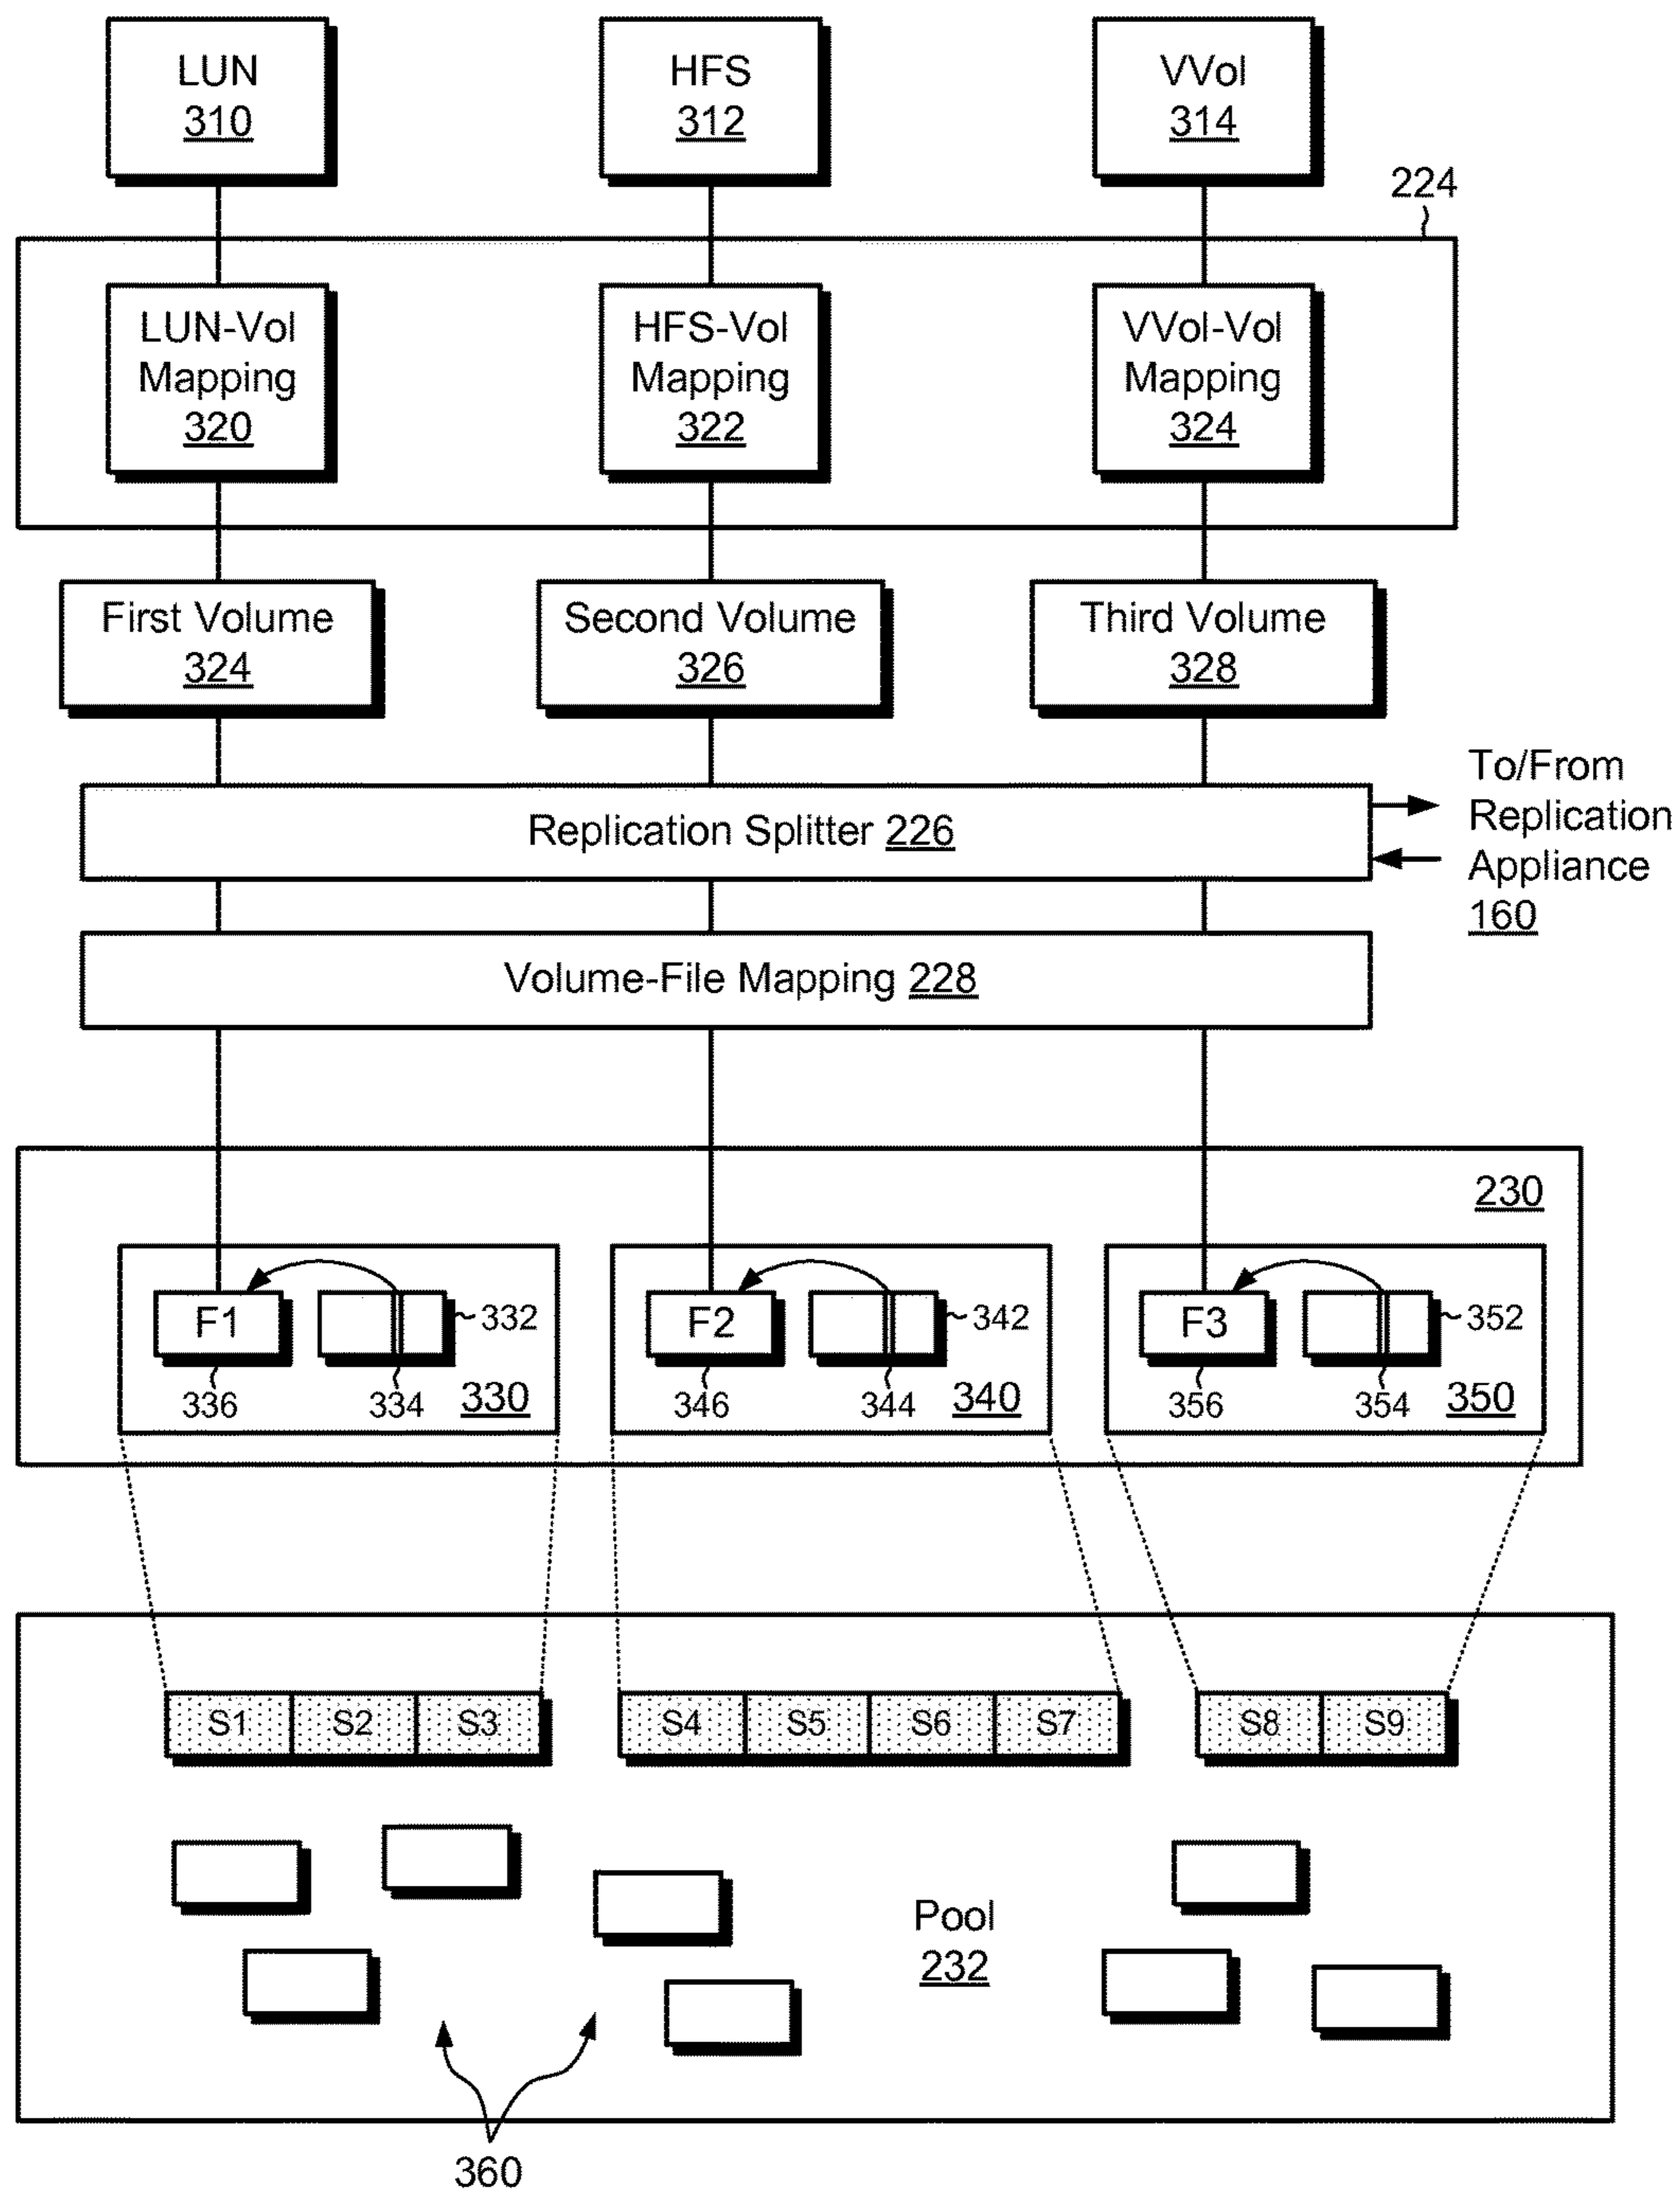 LUN
310
HFS
312
VVol
314
224
LUN-Vol
Mapping
320
HFS-Vol
Mapping
322
VVol-Vol
Mapping
324
First Volume
324
Second Volume
326
Third Volume
328
Replication Splitter 226
To/From
Replication
Appliance
160
Volume-File Mapping 228
230
F1
332
336
334
330
F2
342
346
344
340
F3
352
356
354
350
S1
S2
S3
S4
S5
S6
S7
S8
S9
Pool
232
360